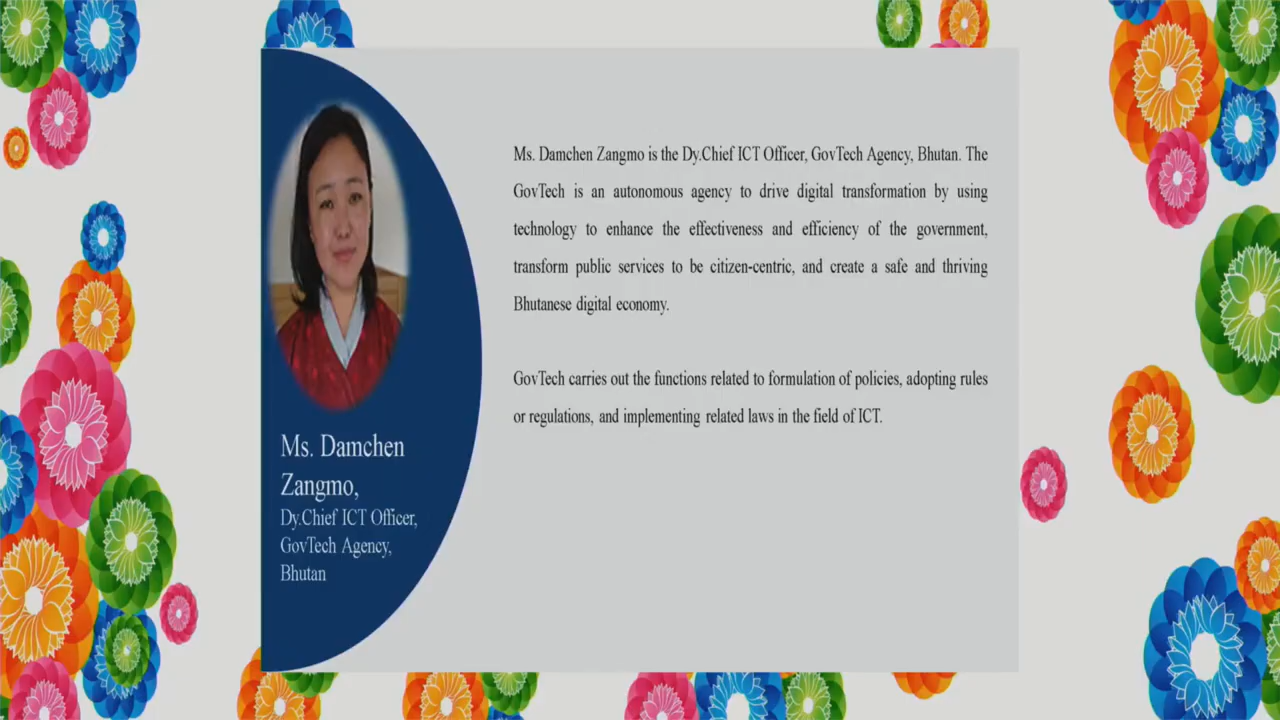 Ms. Damchen Zangmo is the Dy.Chief ICT Officer, GovTech Agency, Bhutan. The
GovTech is an autonomous agency to drive digital transformation by using
technology to enhance the effectiveness and efficiency of the government,
transform public services to be citizen-centric, and create a safe and thriving
Bhutanese digital economy.
GovTech carries out the functions related to formulation of policies, adopting rules
or regulations, and implementing related laws in the field of ICT.
Ms. Damchen
Zangmo,
Dy.Chief ICT Officer,
GovTech Agency,
Bhutan